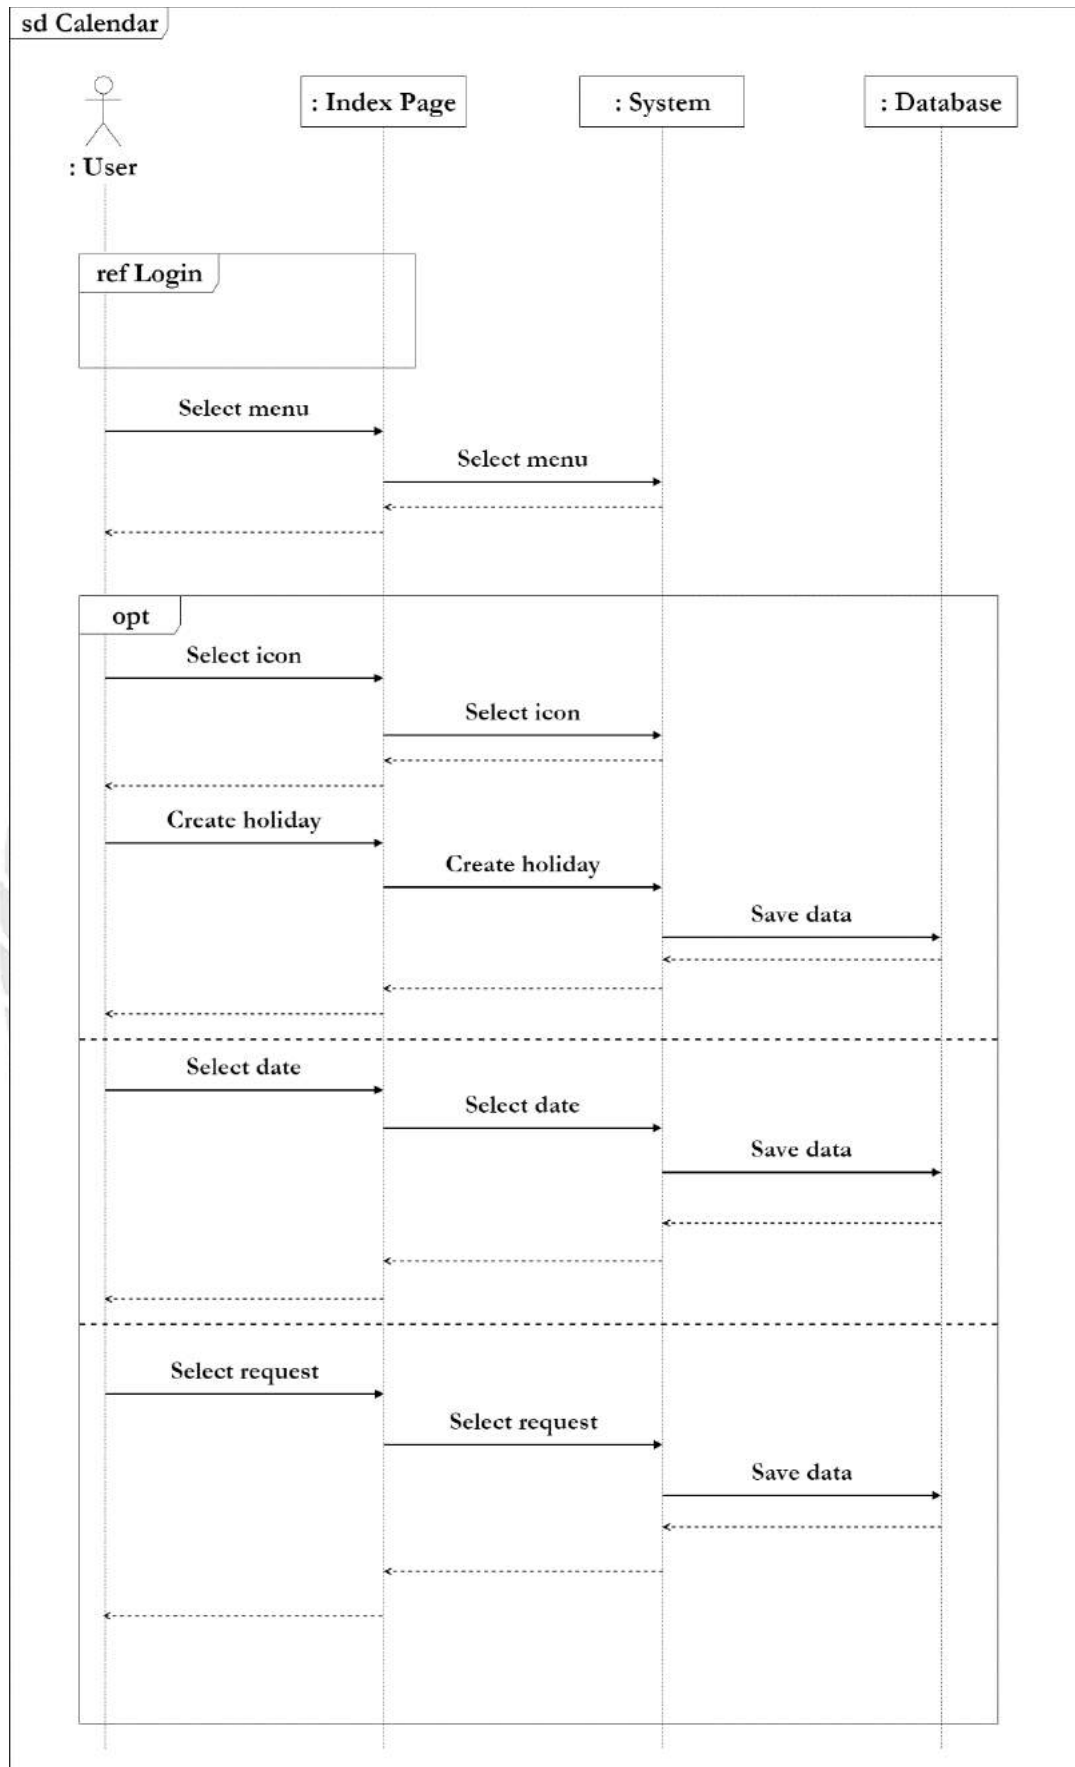 sd Calendar
: User
: Index Page
: System
: Database
ref Login
Select menu
Select menu
opt
Select icon
Select icon
Create holiday
Create holiday
Save data
Select date
Select date
Save data
Select request
Select request
Save data